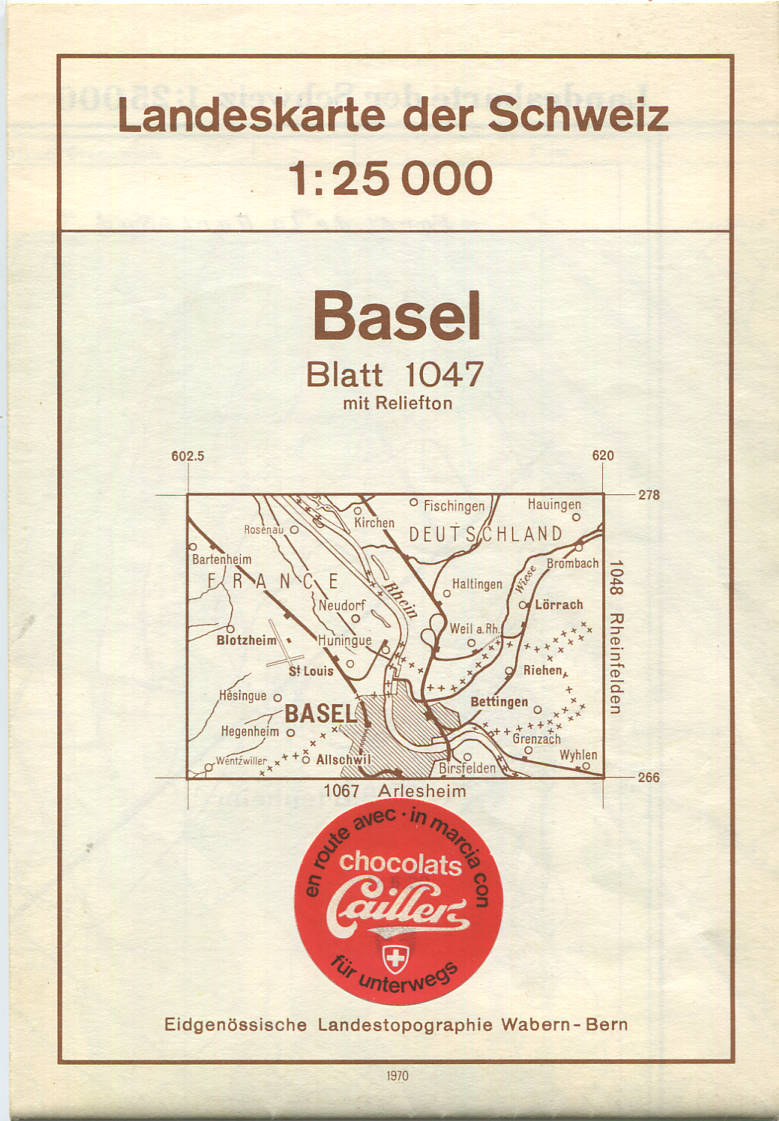 Landeskarte der Schweiz
1:25 000
Basel
Blatt 1047
mit Reliefton
602.5
620
278
Fischingen
Hauingen
Kirchen
Rosenau
DEUTSCHLAND
Bartenheim
Brombach
FRANCE
Rhein
Haltingen
Wiese
Neudorf
Lörrach
1048 Rheinfelden
Blotzheim
Huningue
Weil a.Rh.
St Louis
Riehen
Hésingue
Bettingen
BASEL
Hegenheim
Grenzach
Wentzwiller
Allschwil
Birsfelden
Wyhlen
266
1067 Arlesheim
en route avec · in marcia con
chocolats
Cailler
für unterwegs
Eidgenössische Landestopographie Wabern - Bern
1970